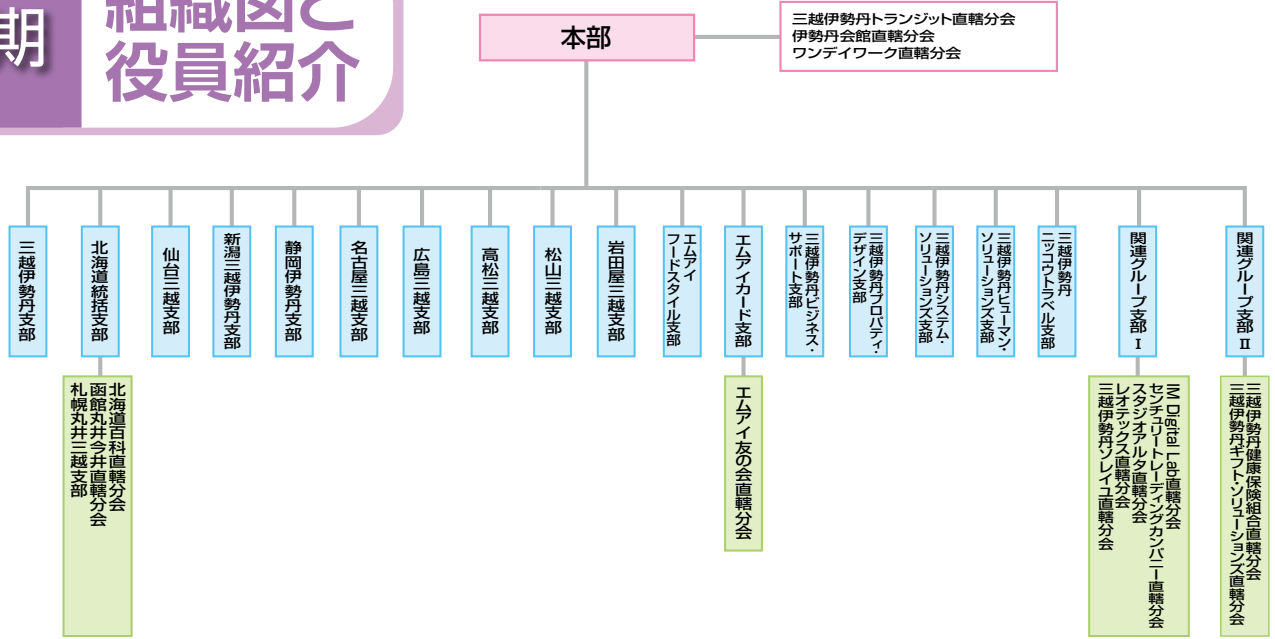 期
組織図と
役員紹介
本部
三越伊勢丹トランジット直轄分会
伊勢丹会館直轄分会
ワンデイワーク直轄分会
三越伊勢丹支部
北海道統括支部
仙台三越支部
新潟三越伊勢丹支部
静岡伊勢丹支部
名古屋三越支部
広島三越支部
高松三越支部
松山三越支部
岩田屋三越支部
エムアイ
フードスタイル支部
エムアイカード支部
三越伊勢丹ビジネス・
サポート支部
三越伊勢丹プロパティ・
デザイン支部
三越伊勢丹システム・
ソリューションズ支部
三越伊勢丹ヒューマン・
ソリューションズ支部
三越伊勢丹
ニッコウトラベル支部
関連グループ支部Ⅰ
関連グループ支部Ⅱ
北海道百科直轄分会
函館丸井今井直轄分会
札幌丸井三越支部
エムアイ友の会直轄分会
IM Digital Lab直轄分会
センチュリートレーディングカンパニー直轄分会
スタジオアルタ直轄分会
レオテックス直轄分会
三越伊勢丹ソレイユ直轄分会
三越伊勢丹健康保険組合直轄分会
三越伊勢丹ギフト・ソリューションズ直轄分会